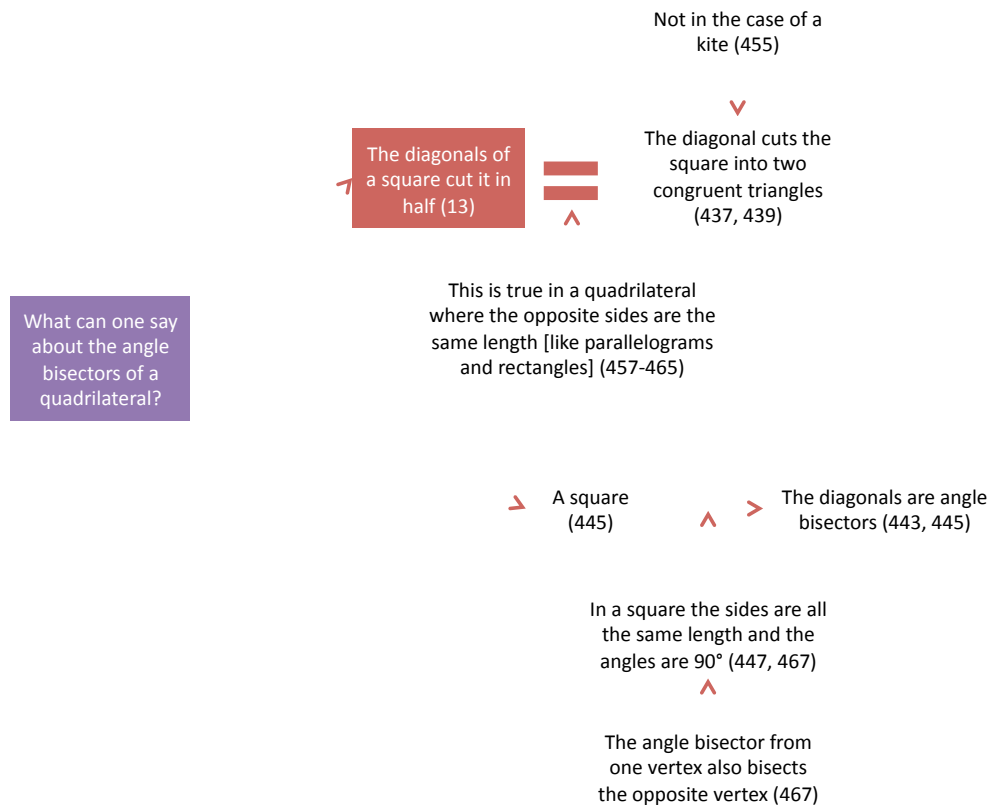 Not in the case of a
kite (455)
The diagonals of
a square cut it in
half (13)
The diagonal cuts the
square into two
congruent triangles
(437, 439)
This is true in a quadrilateral
where the opposite sides are the
same length [like parallelograms
and rectangles] (457-465)
What can one say
about the angle
bisectors of a
quadrilateral?
A square
(445)
The diagonals are angle
bisectors (443, 445)
In a square the sides are all
the same length and the
angles are 90° (447, 467)
The angle bisector from
one vertex also bisects
the opposite vertex (467)